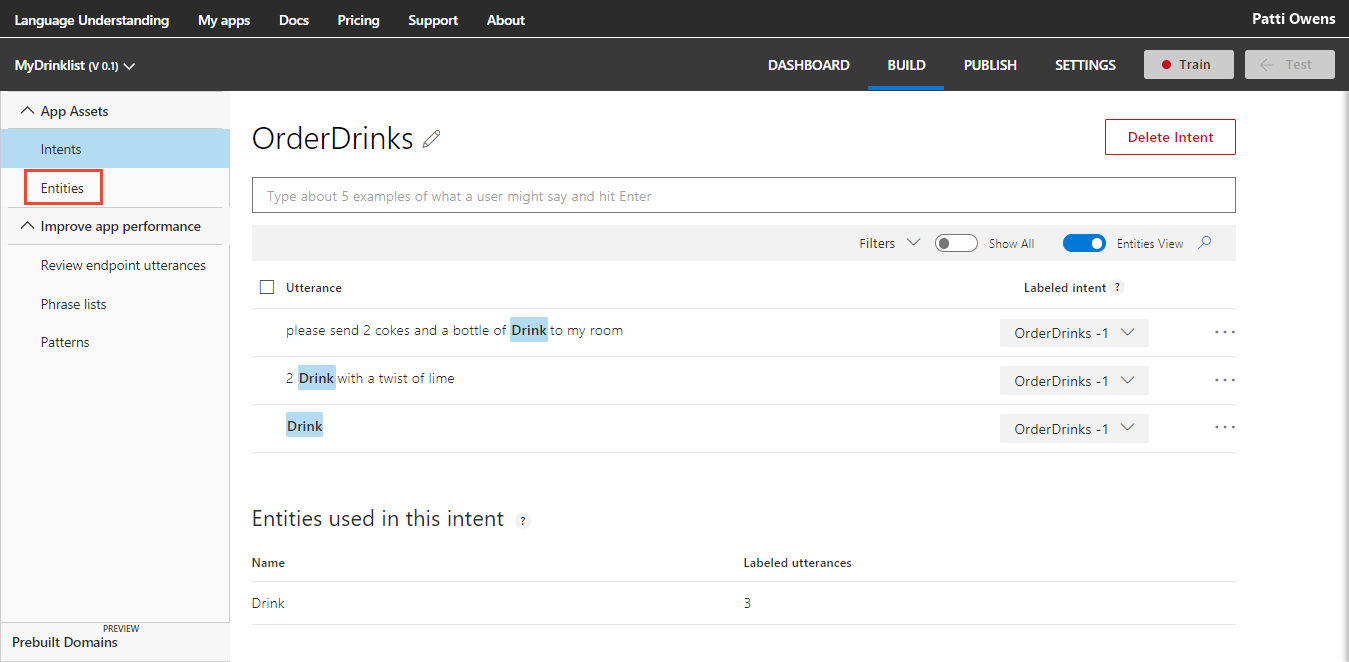 Language Understanding My apps Docs Pricing Support About Patti Owens
MyDrinklist (V 0.1) DASHBOARD BUILD PUBLISH SETTINGS Train Test
App Assets
Intents
Entities
Improve app performance
Review endpoint utterances
Phrase lists
Patterns
PREVIEW
Prebuilt Domains
OrderDrinks Delete Intent
Type about 5 examples of what a user might say and hit Enter
Filters Show All Entities View
Utterance Labeled intent ?
please send 2 cokes and a bottle of Drink to my room OrderDrinks -1 ...
2 Drink with a twist of lime OrderDrinks -1 ...
Drink OrderDrinks -1 ...
Entities used in this intent ?
Name Labeled utterances
Drink 3